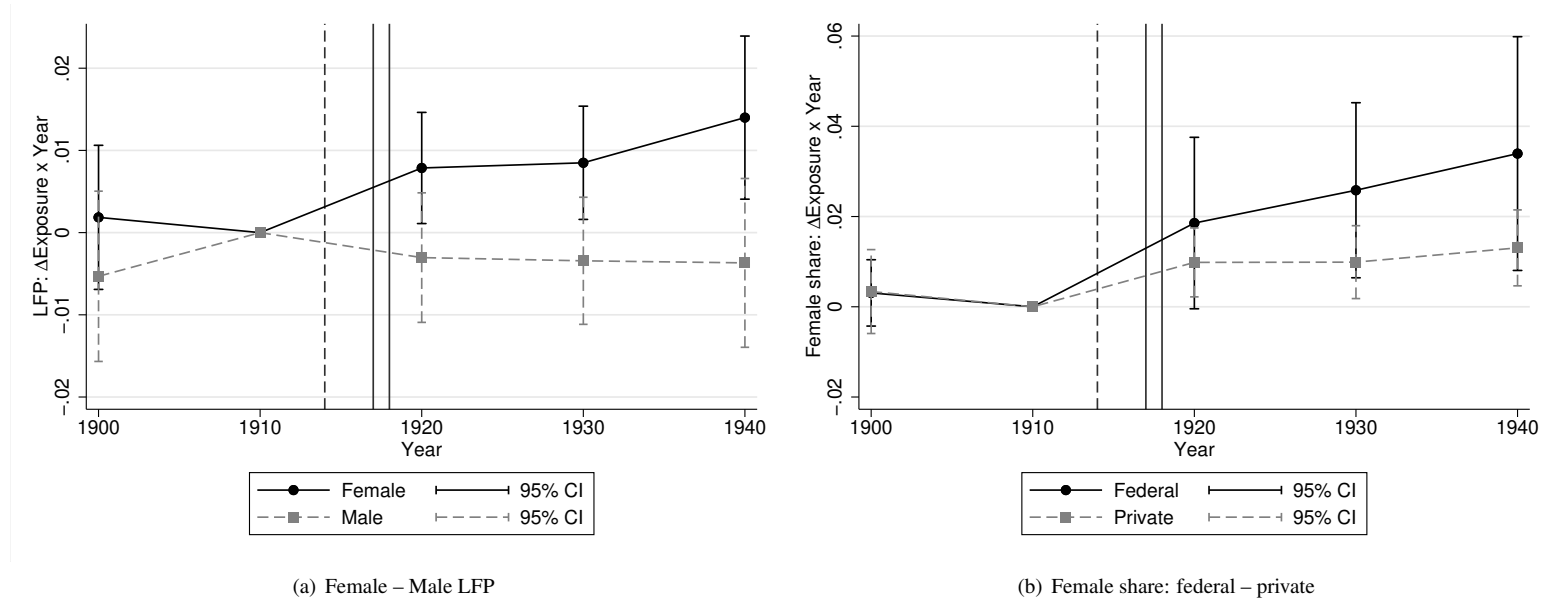 LFP: ΔExposure x Year
.02
.01
0
−.01
−.02
1900 1910 1920 1930 1940
Year
Female 95% CI
Male 95% CI
(a) Female – Male LFP
Female share: ΔExposure x Year
.06
.04
.02
0
−.02
1900 1910 1920 1930 1940
Year
Federal 95% CI
Private 95% CI
(b) Female share: federal – private